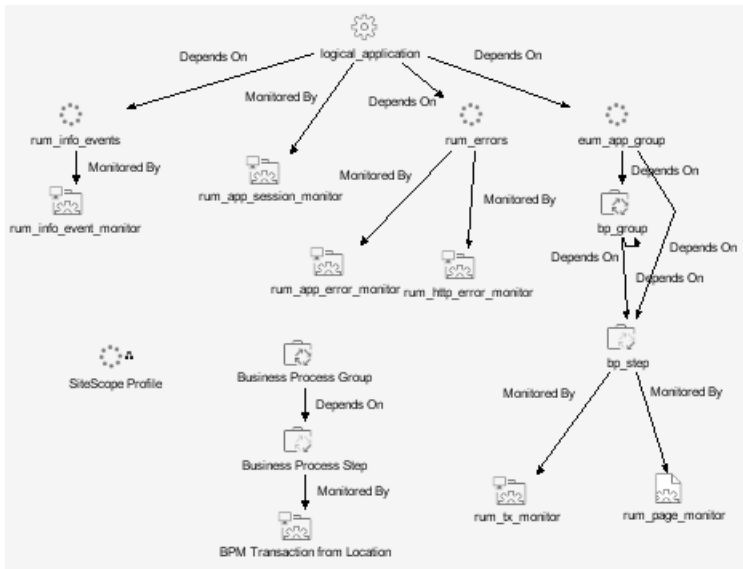 logical_application
Depends On
Depends On
Monitored By
Depends On
rum_info_events
rum_errors
eum_app_group
Monitored By
Depends On
Monitored By
rum_app_session_monitor
Monitored By
rum_info_event_monitor
bp_group
Depends On
Depends On
Depends On
rum_app_error_monitor
rum_http_error_monitor
bp_step
SiteScope Profile
Business Process Group
Monitored By
Monitored By
Depends On
Business Process Step
Monitored By
rum_tx_monitor
rum_page_monitor
BPM Transaction from Location